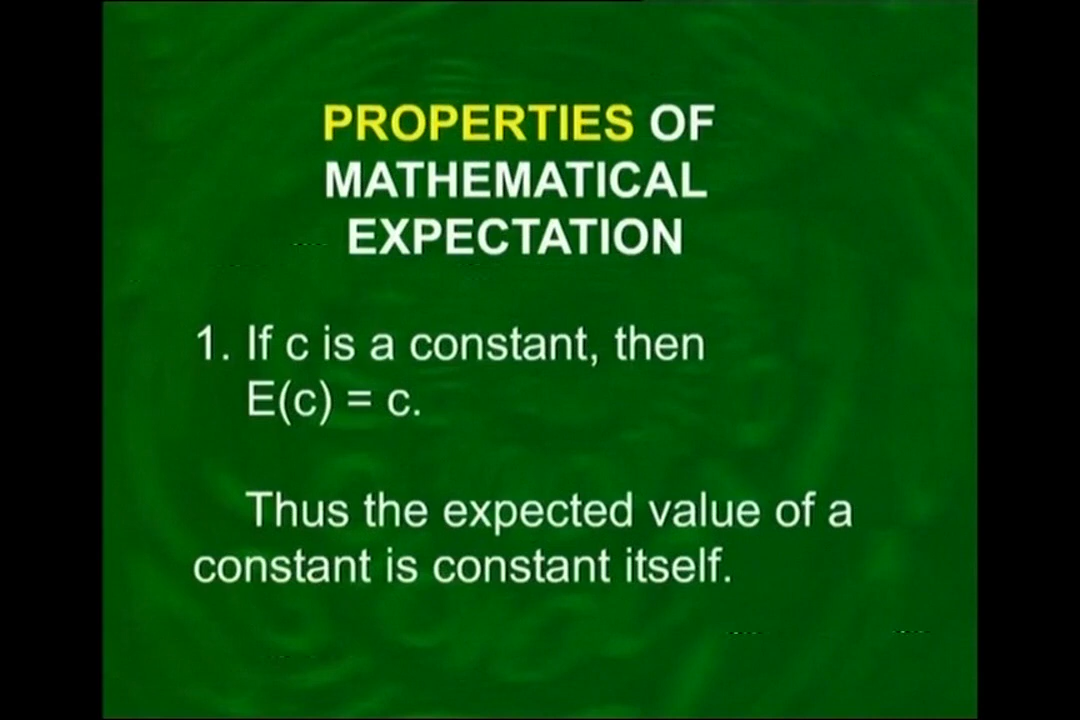 PROPERTIES OF
MATHEMATICAL
EXPECTATION
1. If c is a constant, then
E(c) = c.
Thus the expected value of a
constant is constant itself.